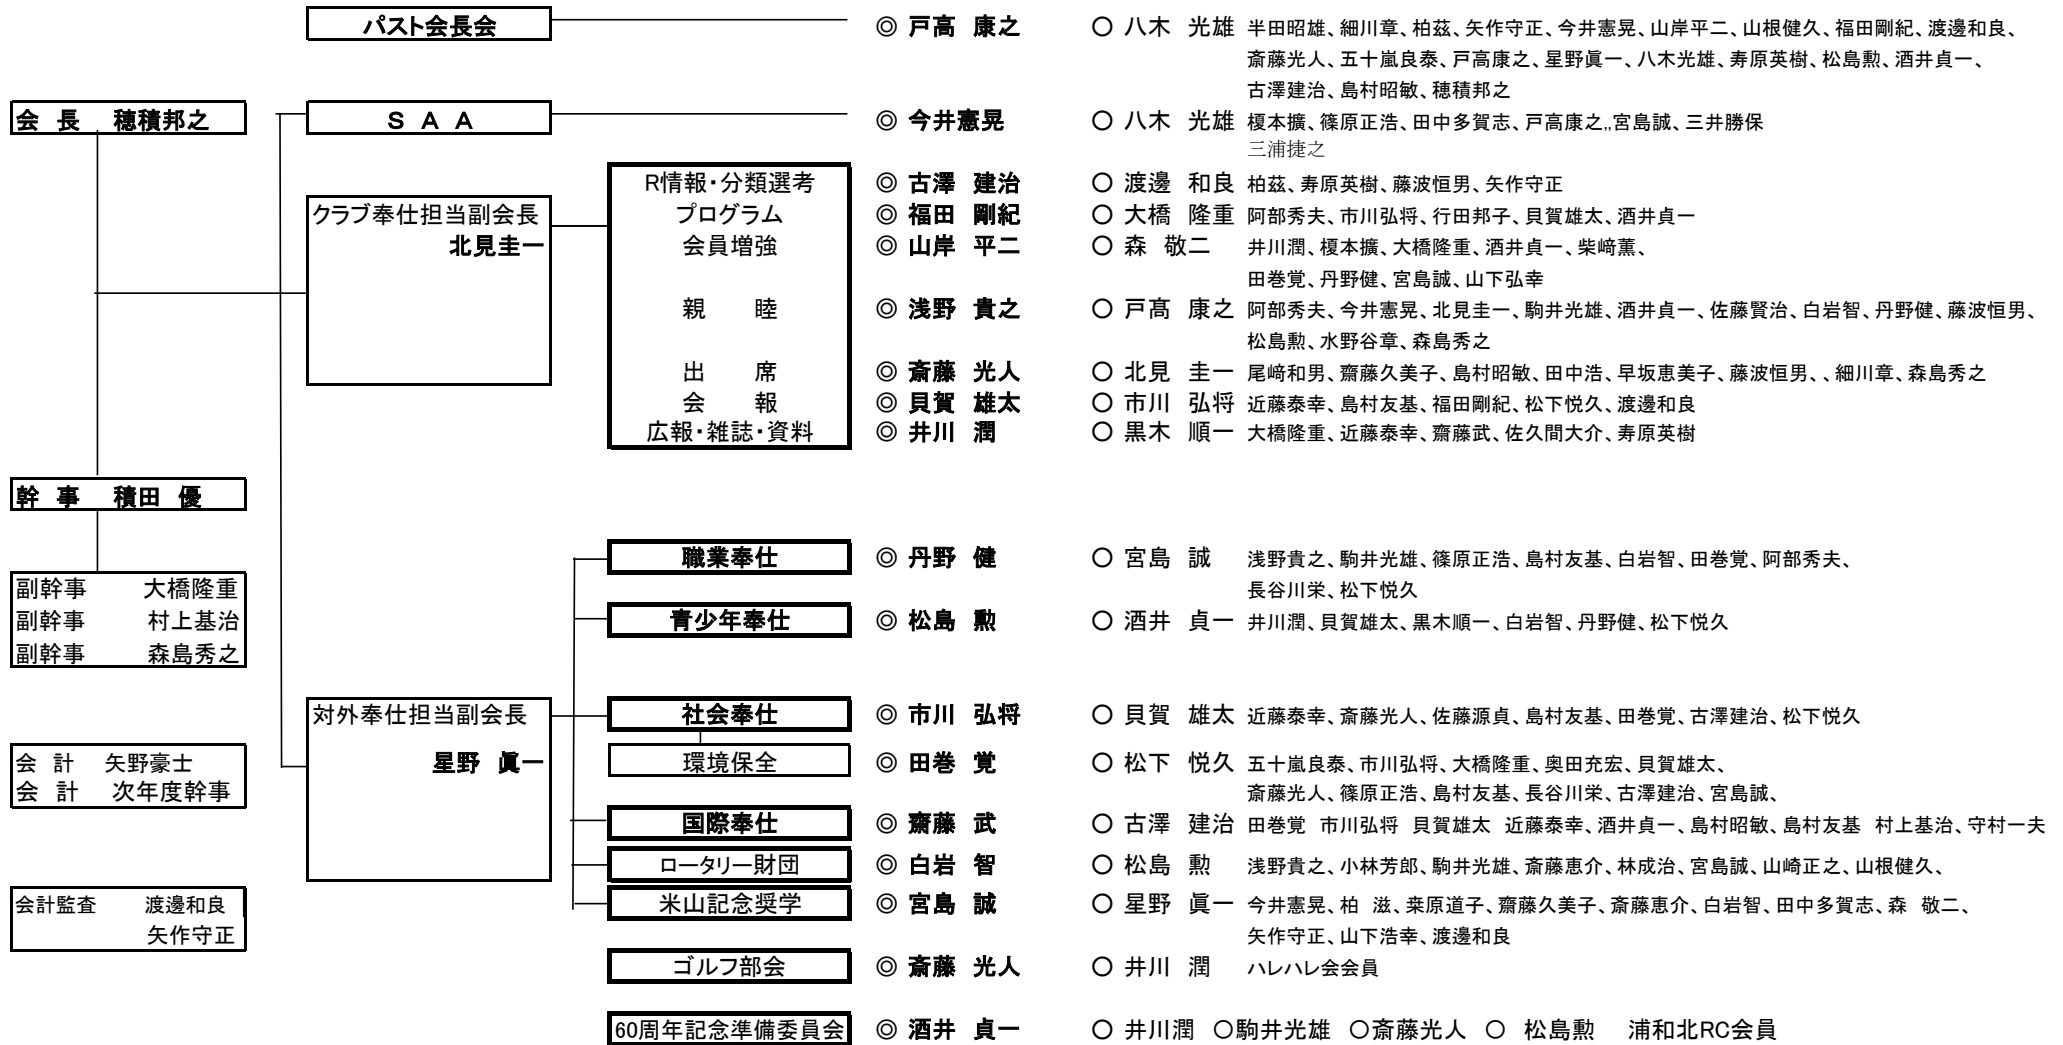 パスト会長会 ◎ 戸高 康之 ○ 八木 光雄 半田昭雄、細川章、柏茲、矢作守正、今井憲晃、山岸平二、山根健久、福田剛紀、渡邊和良、
斎藤光人、五十嵐良泰、戸高康之、星野眞一、八木光雄、寿原英樹、松島勲、酒井貞一、
古澤建治、島村昭敏、穂積邦之
会 長 穂積邦之 S A A ◎ 今井憲晃 ○ 八木 光雄 榎本擴、篠原正浩、田中多賀志、戸高康之,,宮島誠、三井勝保
三浦捷之
R情報・分類選考 ◎ 古澤 建治 ○ 渡邊 和良 柏茲、寿原英樹、藤波恒男、矢作守正
クラブ奉仕担当副会長 プログラム ◎ 福田 剛紀 ○ 大橋 隆重 阿部秀夫、市川弘将、行田邦子、貝賀雄太、酒井貞一
北見圭一 会員増強 ◎ 山岸 平二 ○ 森 敬二 井川潤、榎本擴、大橋隆重、酒井貞一、柴﨑薫、
田巻覚、丹野健、宮島誠、山下弘幸
親 睦 ◎ 浅野 貴之 ○ 戸髙 康之 阿部秀夫、今井憲晃、北見圭一、駒井光雄、酒井貞一、佐藤賢治、白岩智、丹野健、藤波恒男、
松島勲、水野谷章、森島秀之
出 席 ◎ 斎藤 光人 ○ 北見 圭一 尾﨑和男、齋藤久美子、島村昭敏、田中浩、早坂恵美子、藤波恒男、、細川章、森島秀之
会 報 ◎ 貝賀 雄太 ○ 市川 弘将 近藤泰幸、島村友基、福田剛紀、松下悦久、渡邊和良
広報・雑誌・資料 ◎ 井川 潤 ○ 黒木 順一 大橋隆重、近藤泰幸、齋藤武、佐久間大介、寿原英樹
幹 事 積田 優
職業奉仕 ◎ 丹野 健 ○ 宮島 誠 浅野貴之、駒井光雄、篠原正浩、島村友基、白岩智、田巻覚、阿部秀夫、
副幹事 大橋隆重 長谷川栄、松下悦久
副幹事 村上基治 青少年奉仕 ◎ 松島 勲 ○ 酒井 貞一 井川潤、貝賀雄太、黒木順一、白岩智、丹野健、松下悦久
副幹事 森島秀之
対外奉仕担当副会長 社会奉仕 ◎ 市川 弘将 ○ 貝賀 雄太 近藤泰幸、斎藤光人、佐藤源貞、島村友基、田巻覚、古澤建治、松下悦久
会 計 矢野豪士 星野 眞一 環境保全 ◎ 田巻 覚 ○ 松下 悦久 五十嵐良泰、市川弘将、大橋隆重、奥田充宏、貝賀雄太、
会 計 次年度幹事 斎藤光人、篠原正浩、島村友基、長谷川栄、古澤建治、宮島誠、
国際奉仕 ◎ 齋藤 武 ○ 古澤 建治 田巻覚 市川弘将 貝賀雄太 近藤泰幸、酒井貞一、島村昭敏、島村友基 村上基治、守村一夫
ロータリー財団 ◎ 白岩 智 ○ 松島 勲 浅野貴之、小林芳郎、駒井光雄、斎藤恵介、林成治、宮島誠、山崎正之、山根健久、
会計監査 渡邊和良 米山記念奨学 ◎ 宮島 誠 ○ 星野 眞一 今井憲晃、柏 滋、桒原道子、齋藤久美子、斎藤恵介、白岩智、田中多賀志、森 敬二、
矢作守正 矢作守正、山下浩幸、渡邊和良
ゴルフ部会 ◎ 斎藤 光人 ○ 井川 潤 ハレハレ会会員
60周年記念準備委員会 ◎ 酒井 貞一 ○ 井川潤 ○駒井光雄 ○斎藤光人 ○ 松島勲 浦和北RC会員